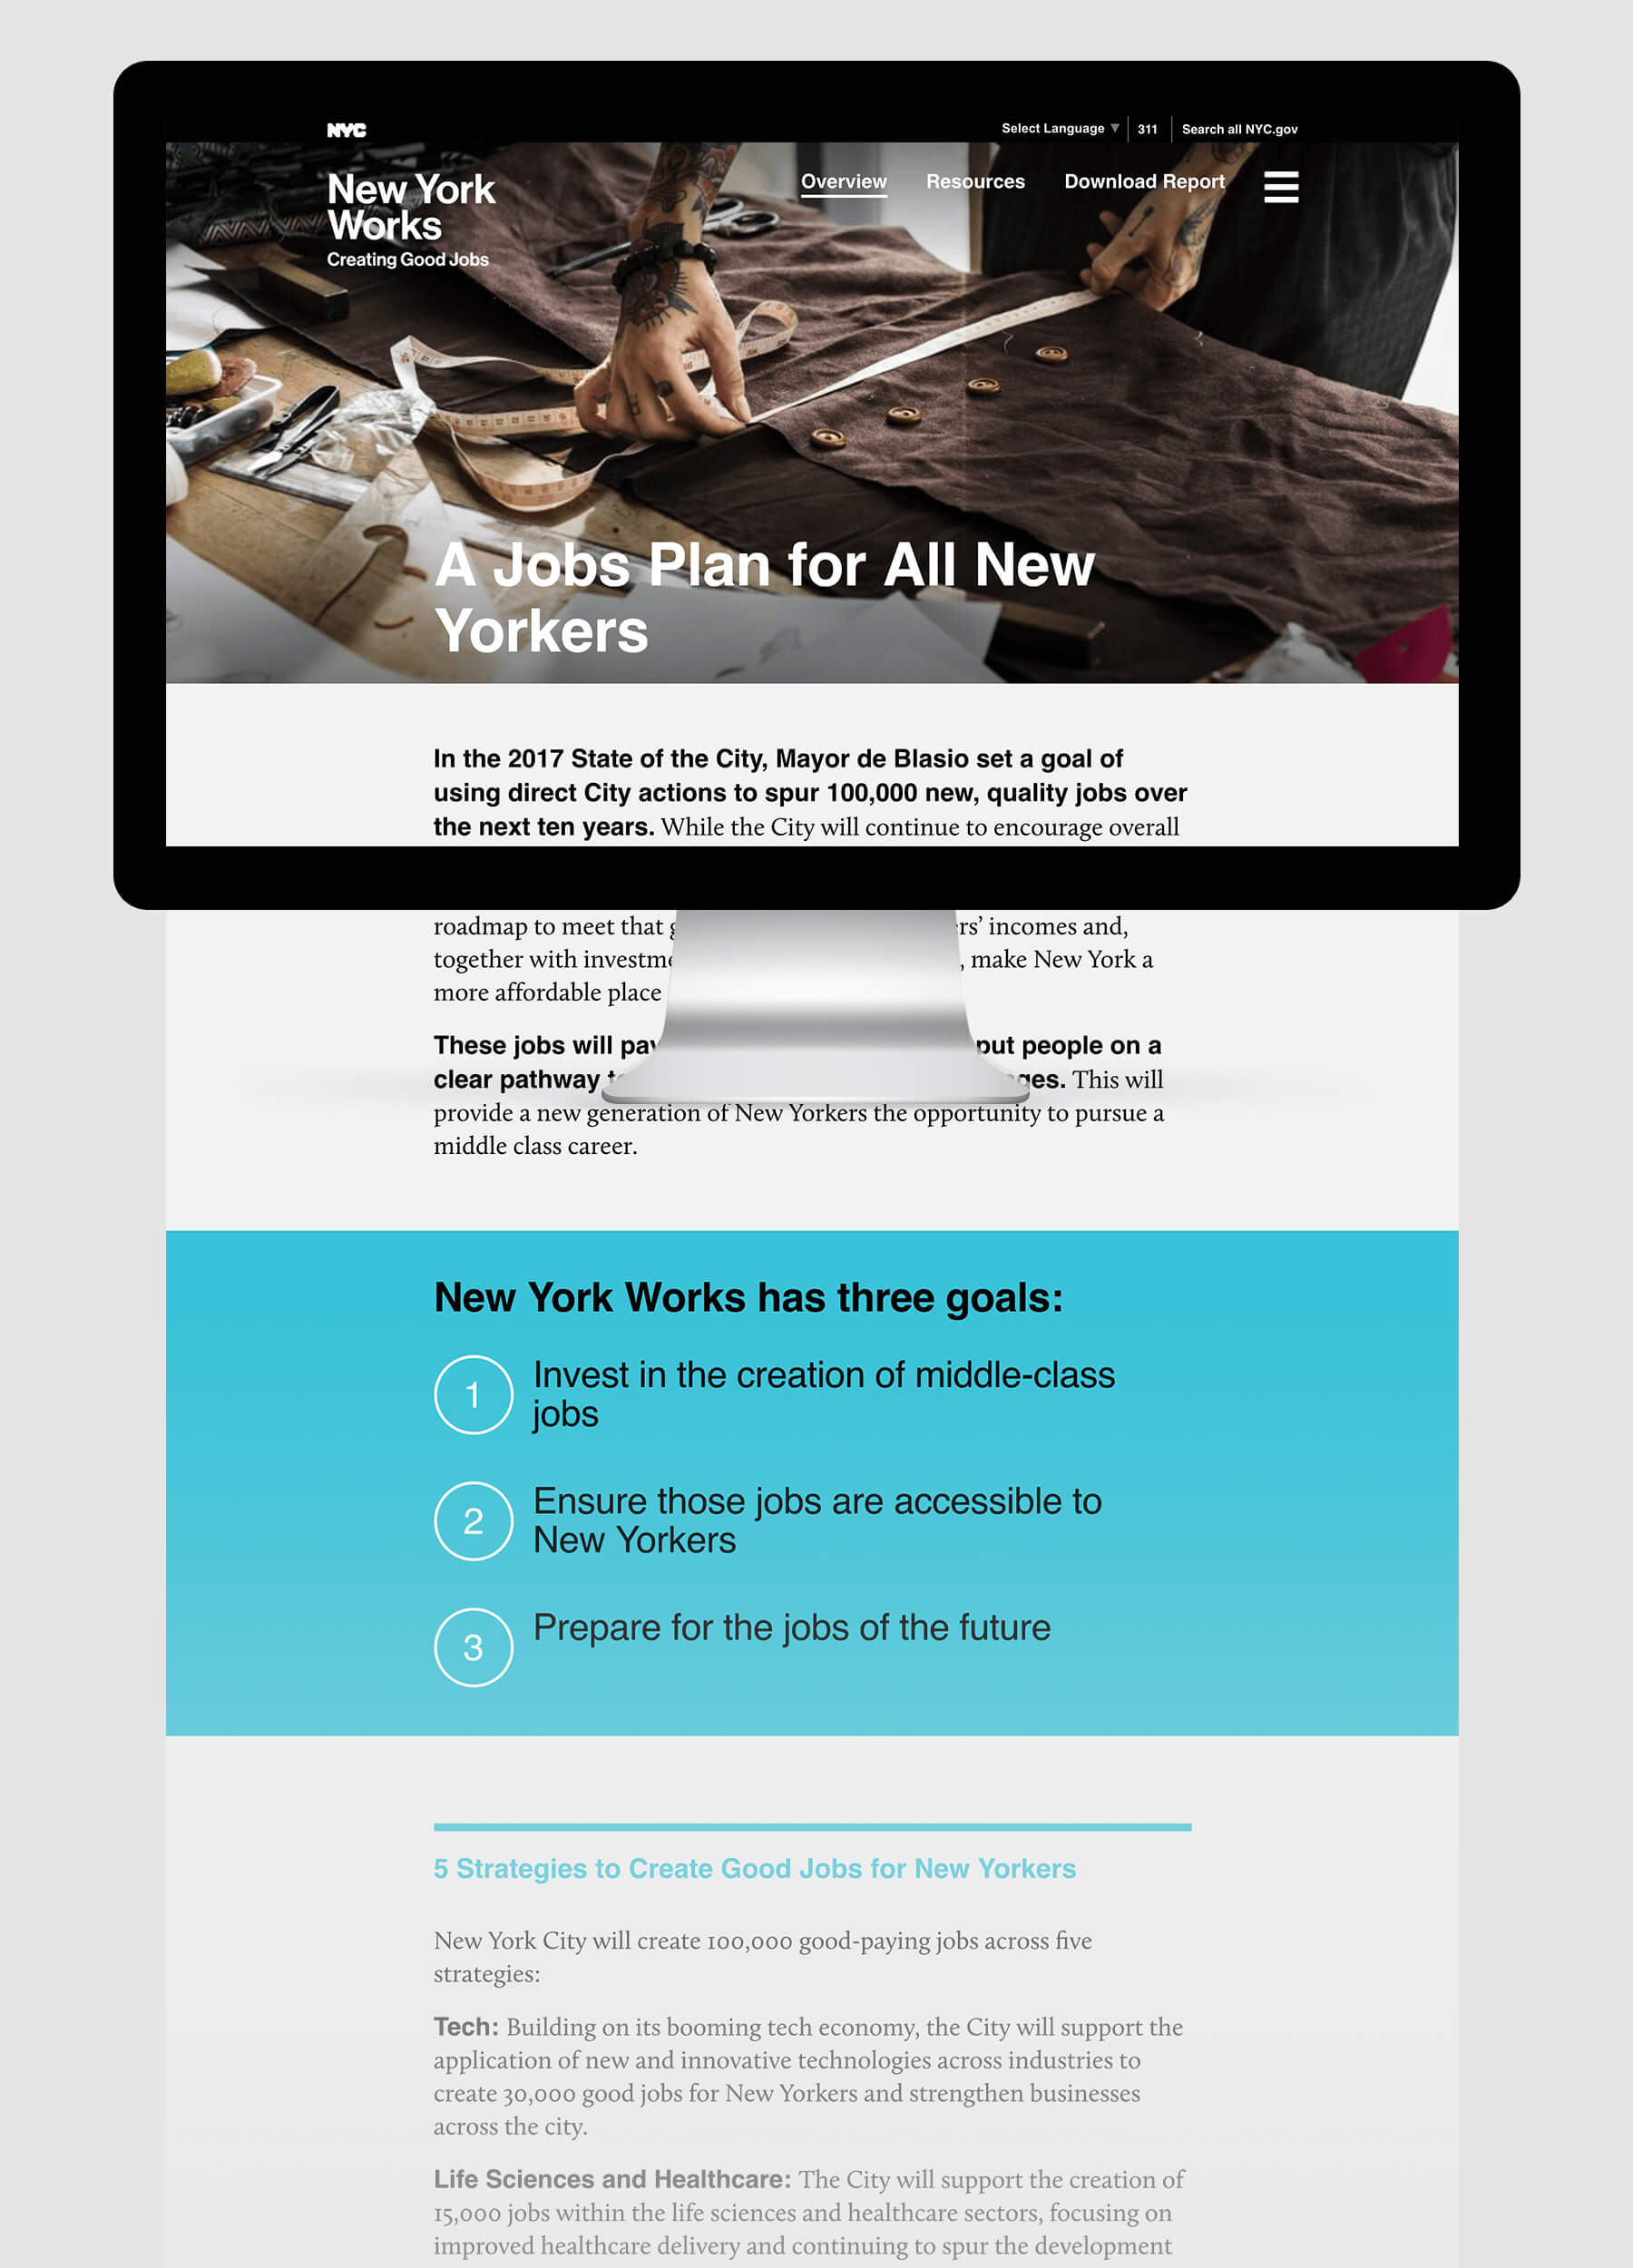 NYC
Select Language ▼ 311 Search all NYC.gov
New York
Works
Creating Good Jobs
Overview Resources Download Report
A Jobs Plan for All New
Yorkers
In the 2017 State of the City, Mayor de Blasio set a goal of
using direct City actions to spur 100,000 new, quality jobs over
the next ten years. While the City will continue to encourage overall
roadmap to meet that incomes and,
together with make New York a
more affordable place
These jobs will put people on a
clear pathway This will
provide a new generation of New Yorkers the opportunity to pursue a
middle class career.
New York Works has three goals:
1 Invest in the creation of middle-class
jobs
2 Ensure those jobs are accessible to
New Yorkers
3 Prepare for the jobs of the future
5 Strategies to Create Good Jobs for New Yorkers
New York City will create 100,000 good-paying jobs across five
strategies:
Tech: Building on its booming tech economy, the City will support the
application of new and innovative technologies across industries to
create 30,000 good jobs for New Yorkers and strengthen businesses
across the city.
Life Sciences and Healthcare: The City will support the creation of
15,000 jobs within the life sciences and healthcare sectors, focusing on
improved healthcare delivery and continuing to spur the development